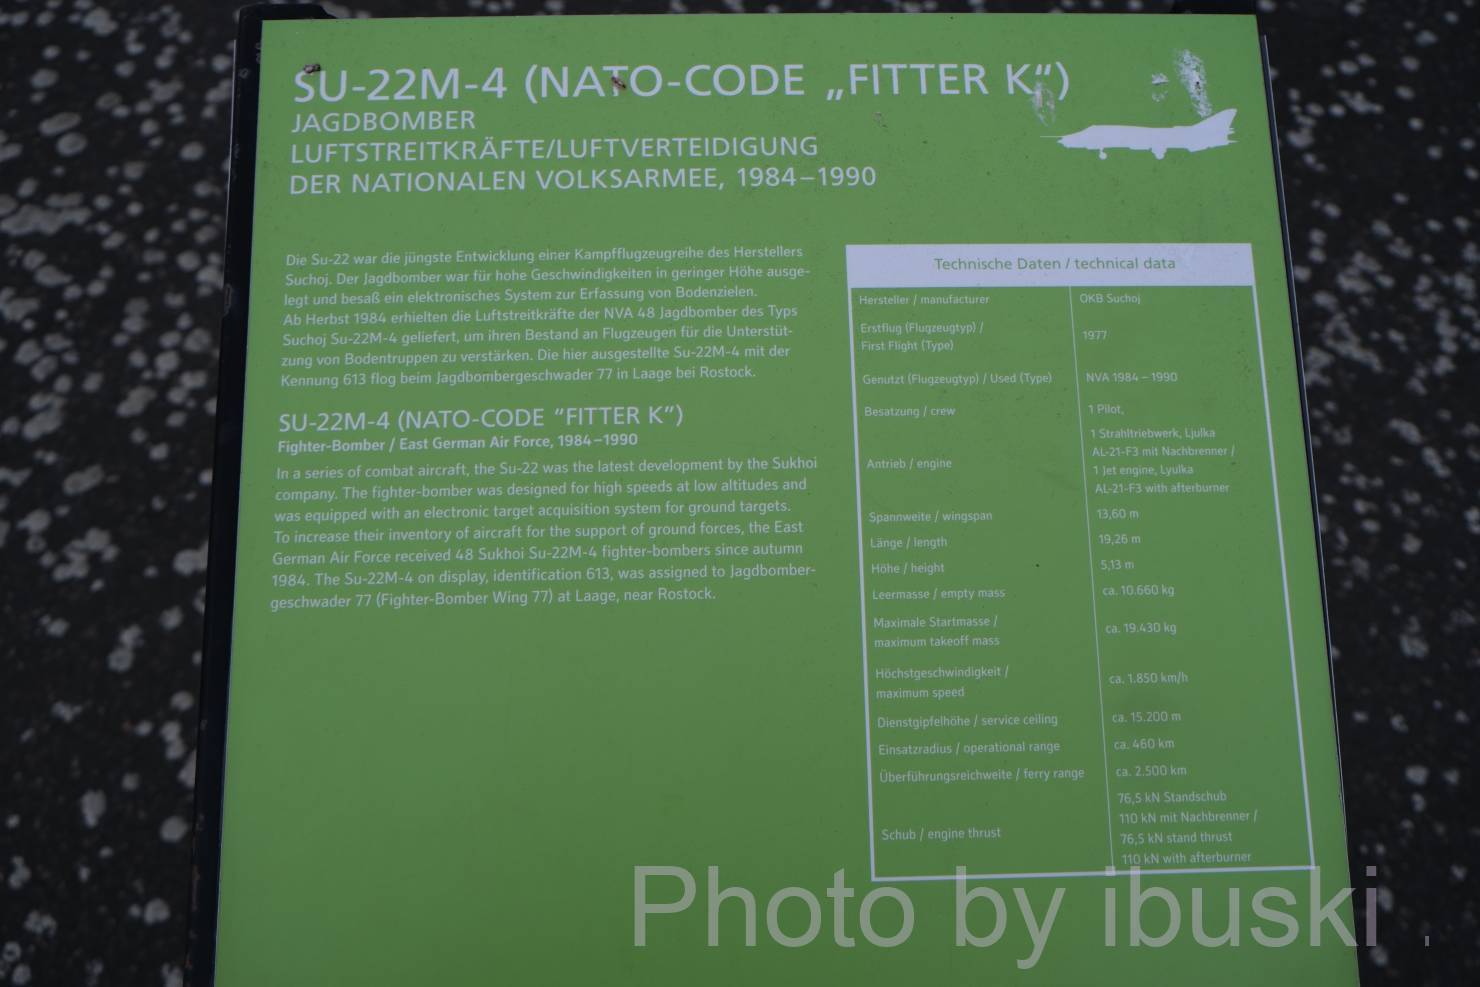 SU-22M-4 (NATO-CODE „FITTER K“)
JAGDBOMBER
LUFTSTREITKRÄFTE/LUFTVERTEIDIGUNG
DER NATIONALEN VOLKSARMEE, 1984–1990
Die Su-22 war die jüngste Entwicklung einer Kampfflugzeugreihe des Herstellers
Suchoj. Der Jagdbomber war für hohe Geschwindigkeiten in geringer Höhe ausge-
legt und besaß ein elektronisches System zur Erfassung von Bodenzielen.
Ab Herbst 1984 erhielten die Luftstreitkräfte der NVA 48 Jagdbomber des Typs
Suchoj Su-22M-4 geliefert, um ihren Bestand an Flugzeugen für die Unterstüt-
zung von Bodentruppen zu verstärken. Die hier ausgestellte Su-22M-4 mit der
Kennung 613 flog beim Jagdbombergeschwader 77 in Laage bei Rostock.
SU-22M-4 (NATO-CODE “FITTER K”)
Fighter-Bomber / East German Air Force, 1984–1990
In a series of combat aircraft, the Su-22 was the latest development by the Sukhoi
company. The fighter-bomber was designed for high speeds at low altitudes and
was equipped with an electronic target acquisition system for ground targets.
To increase their inventory of aircraft for the support of ground forces, the East
German Air Force received 48 Sukhoi Su-22M-4 fighter-bombers since autumn
1984. The Su-22M-4 on display, identification 613, was assigned to Jagdbomber-
geschwader 77 (Fighter-Bomber Wing 77) at Laage, near Rostock.
Technische Daten / technical data
Hersteller / manufacturer OKB Suchoj
Erstflug (Flugzeugtyp) /
First Flight (Type) 1977
Genutzt (Flugzeugtyp) / Used (Type) NVA 1984 – 1990
Besatzung / crew 1 Pilot,
Antrieb / engine 1 Strahltriebwerk, Ljulka
AL-21-F3 mit Nachbrenner /
1 Jet engine, Lyulka
AL-21-F3 with afterburner
Spannweite / wingspan 13,60 m
Länge / length 19,26 m
Höhe / height 5,13 m
Leermasse / empty mass ca. 10.660 kg
Maximale Startmasse /
maximum takeoff mass ca. 19.430 kg
Höchstgeschwindigkeit /
maximum speed ca. 1.850 km/h
Dienstgipfelhöhe / service ceiling ca. 15.200 m
Einsatzradius / operational range ca. 460 km
Überführungsreichweite / ferry range ca. 2.500 km
Schub / engine thrust 76,5 kN Standschub
110 kN mit Nachbrenner /
76,5 kN stand thrust
110 kN with afterburner
Photo by ibuski .